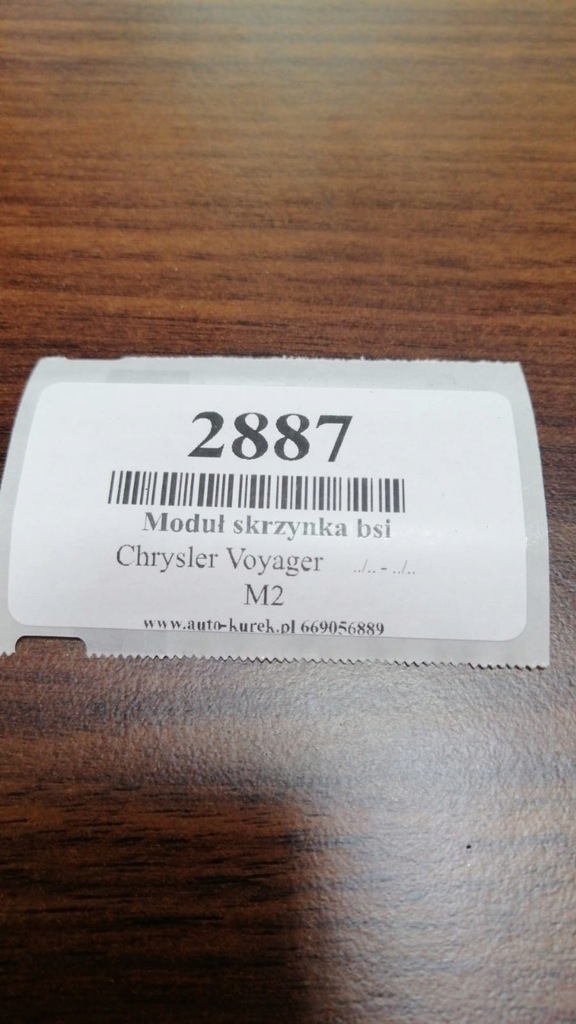 2887
Moduł skrzynka bsi
Chrysler Voyager ../.. - ../..
M2
www.auto-kurek.pl 669056889